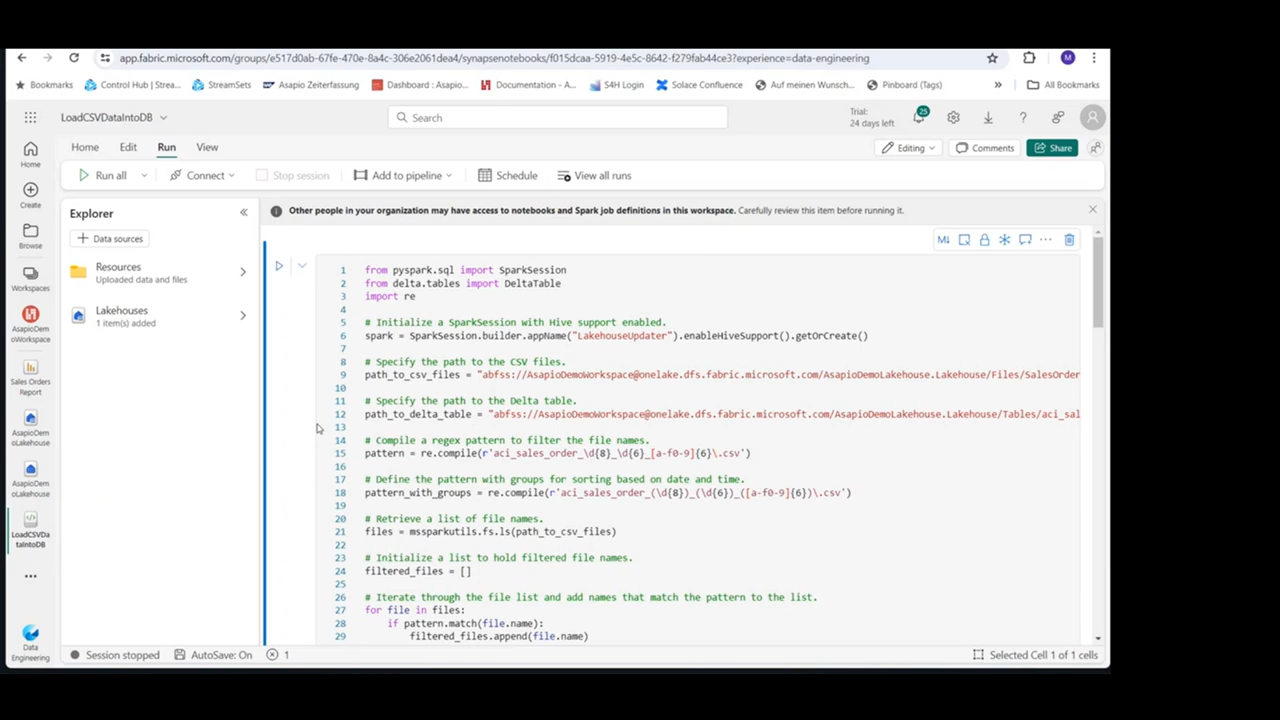 app.fabric.microsoft.com/groups/e517d0ab-67fe-470e-8a4c-306e2061dea4/synapsenotebooks/f015dcaa-5919-4e5c-8642-f279fab44ce3?experience=data-engineering
M
Bookmarks
Control Hub | Strea...
StreamSets
Asapio Zeiterfassung
Dashboard : Asapio...
Documentation - A...
S4H Login
Solace Confluence
Auf meinen Wunsch...
Pinboard (Tags)
»
All Bookmarks
LoadCSVDataIntoDB
Search
Trial:
24 days left
25
Home
Edit
Run
View
Editing
Comments
Share
Run all
Connect
Stop session
Add to pipeline
Schedule
View all runs
Home
Create
Browse
Workspaces
AsapioDem
oWorkspace
Sales Orders
Report
AsapioDem
oLakehouse
AsapioDem
oLakehouse
LoadCSVDa
taIntoDB
Data
Engineering
Explorer
«
+ Data sources
Resources
Uploaded data and files
Lakehouses
1 item(s) added
Other people in your organization may have access to notebooks and Spark job definitions in this workspace. Carefully review this item before running it.
M↓
1 from pyspark.sql import SparkSession
2 from delta.tables import DeltaTable
3 import re
4
5 # Initialize a SparkSession with Hive support enabled.
6 spark = SparkSession.builder.appName("LakehouseUpdater").enableHiveSupport().getOrCreate()
7
8 # Specify the path to the CSV files.
9 path_to_csv_files = "abfss://AsapioDemoWorkspace@onelake.dfs.fabric.microsoft.com/AsapioDemoLakehouse.Lakehouse/Files/SalesOrder
10
11 # Specify the path to the Delta table.
12 path_to_delta_table = "abfss://AsapioDemoWorkspace@onelake.dfs.fabric.microsoft.com/AsapioDemoLakehouse.Lakehouse/Tables/aci_sal
13
14 # Compile a regex pattern to filter the file names.
15 pattern = re.compile(r'aci_sales_order_\d{8}_\d{6}_[a-f0-9]{6}\.csv')
16
17 # Define the pattern with groups for sorting based on date and time.
18 pattern_with_groups = re.compile(r'aci_sales_order_(\d{8})_(\d{6})_([a-f0-9]{6})\.csv')
19
20 # Retrieve a list of file names.
21 files = mssparkutils.fs.ls(path_to_csv_files)
22
23 # Initialize a list to hold filtered file names.
24 filtered_files = []
25
26 # Iterate through the file list and add names that match the pattern to the list.
27 for file in files:
28 if pattern.match(file.name):
29 filtered_files.append(file.name)
Session stopped
AutoSave: On
1
Selected Cell 1 of 1 cells